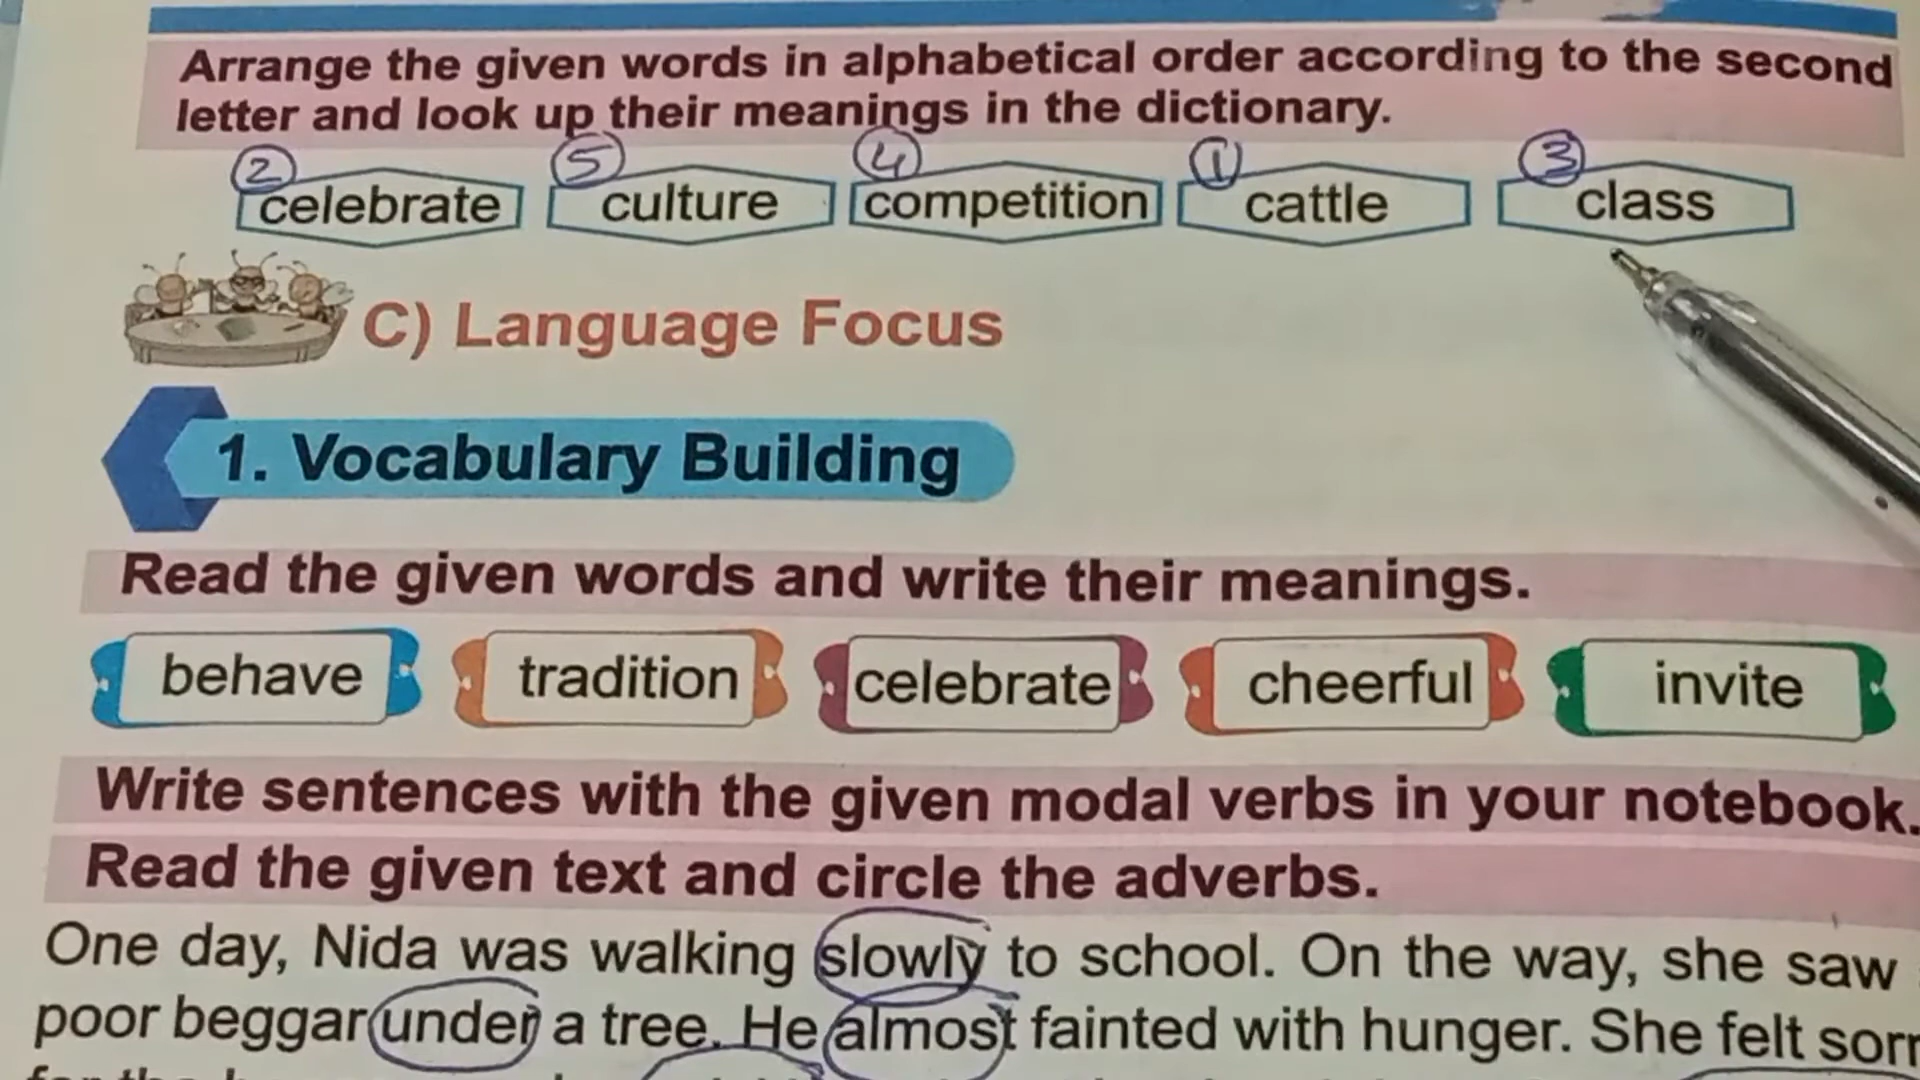 Arrange the given words in alphabetical order according to the second
letter and look up their meanings in the dictionary.
2 5 4 1 3
celebrate culture competition cattle class
C) Language Focus
1. Vocabulary Building
Read the given words and write their meanings.
behave tradition celebrate cheerful invite
Write sentences with the given modal verbs in your notebook.
Read the given text and circle the adverbs.
One day, Nida was walking slowly to school. On the way, she saw
poor beggar under a tree. He almost fainted with hunger. She felt